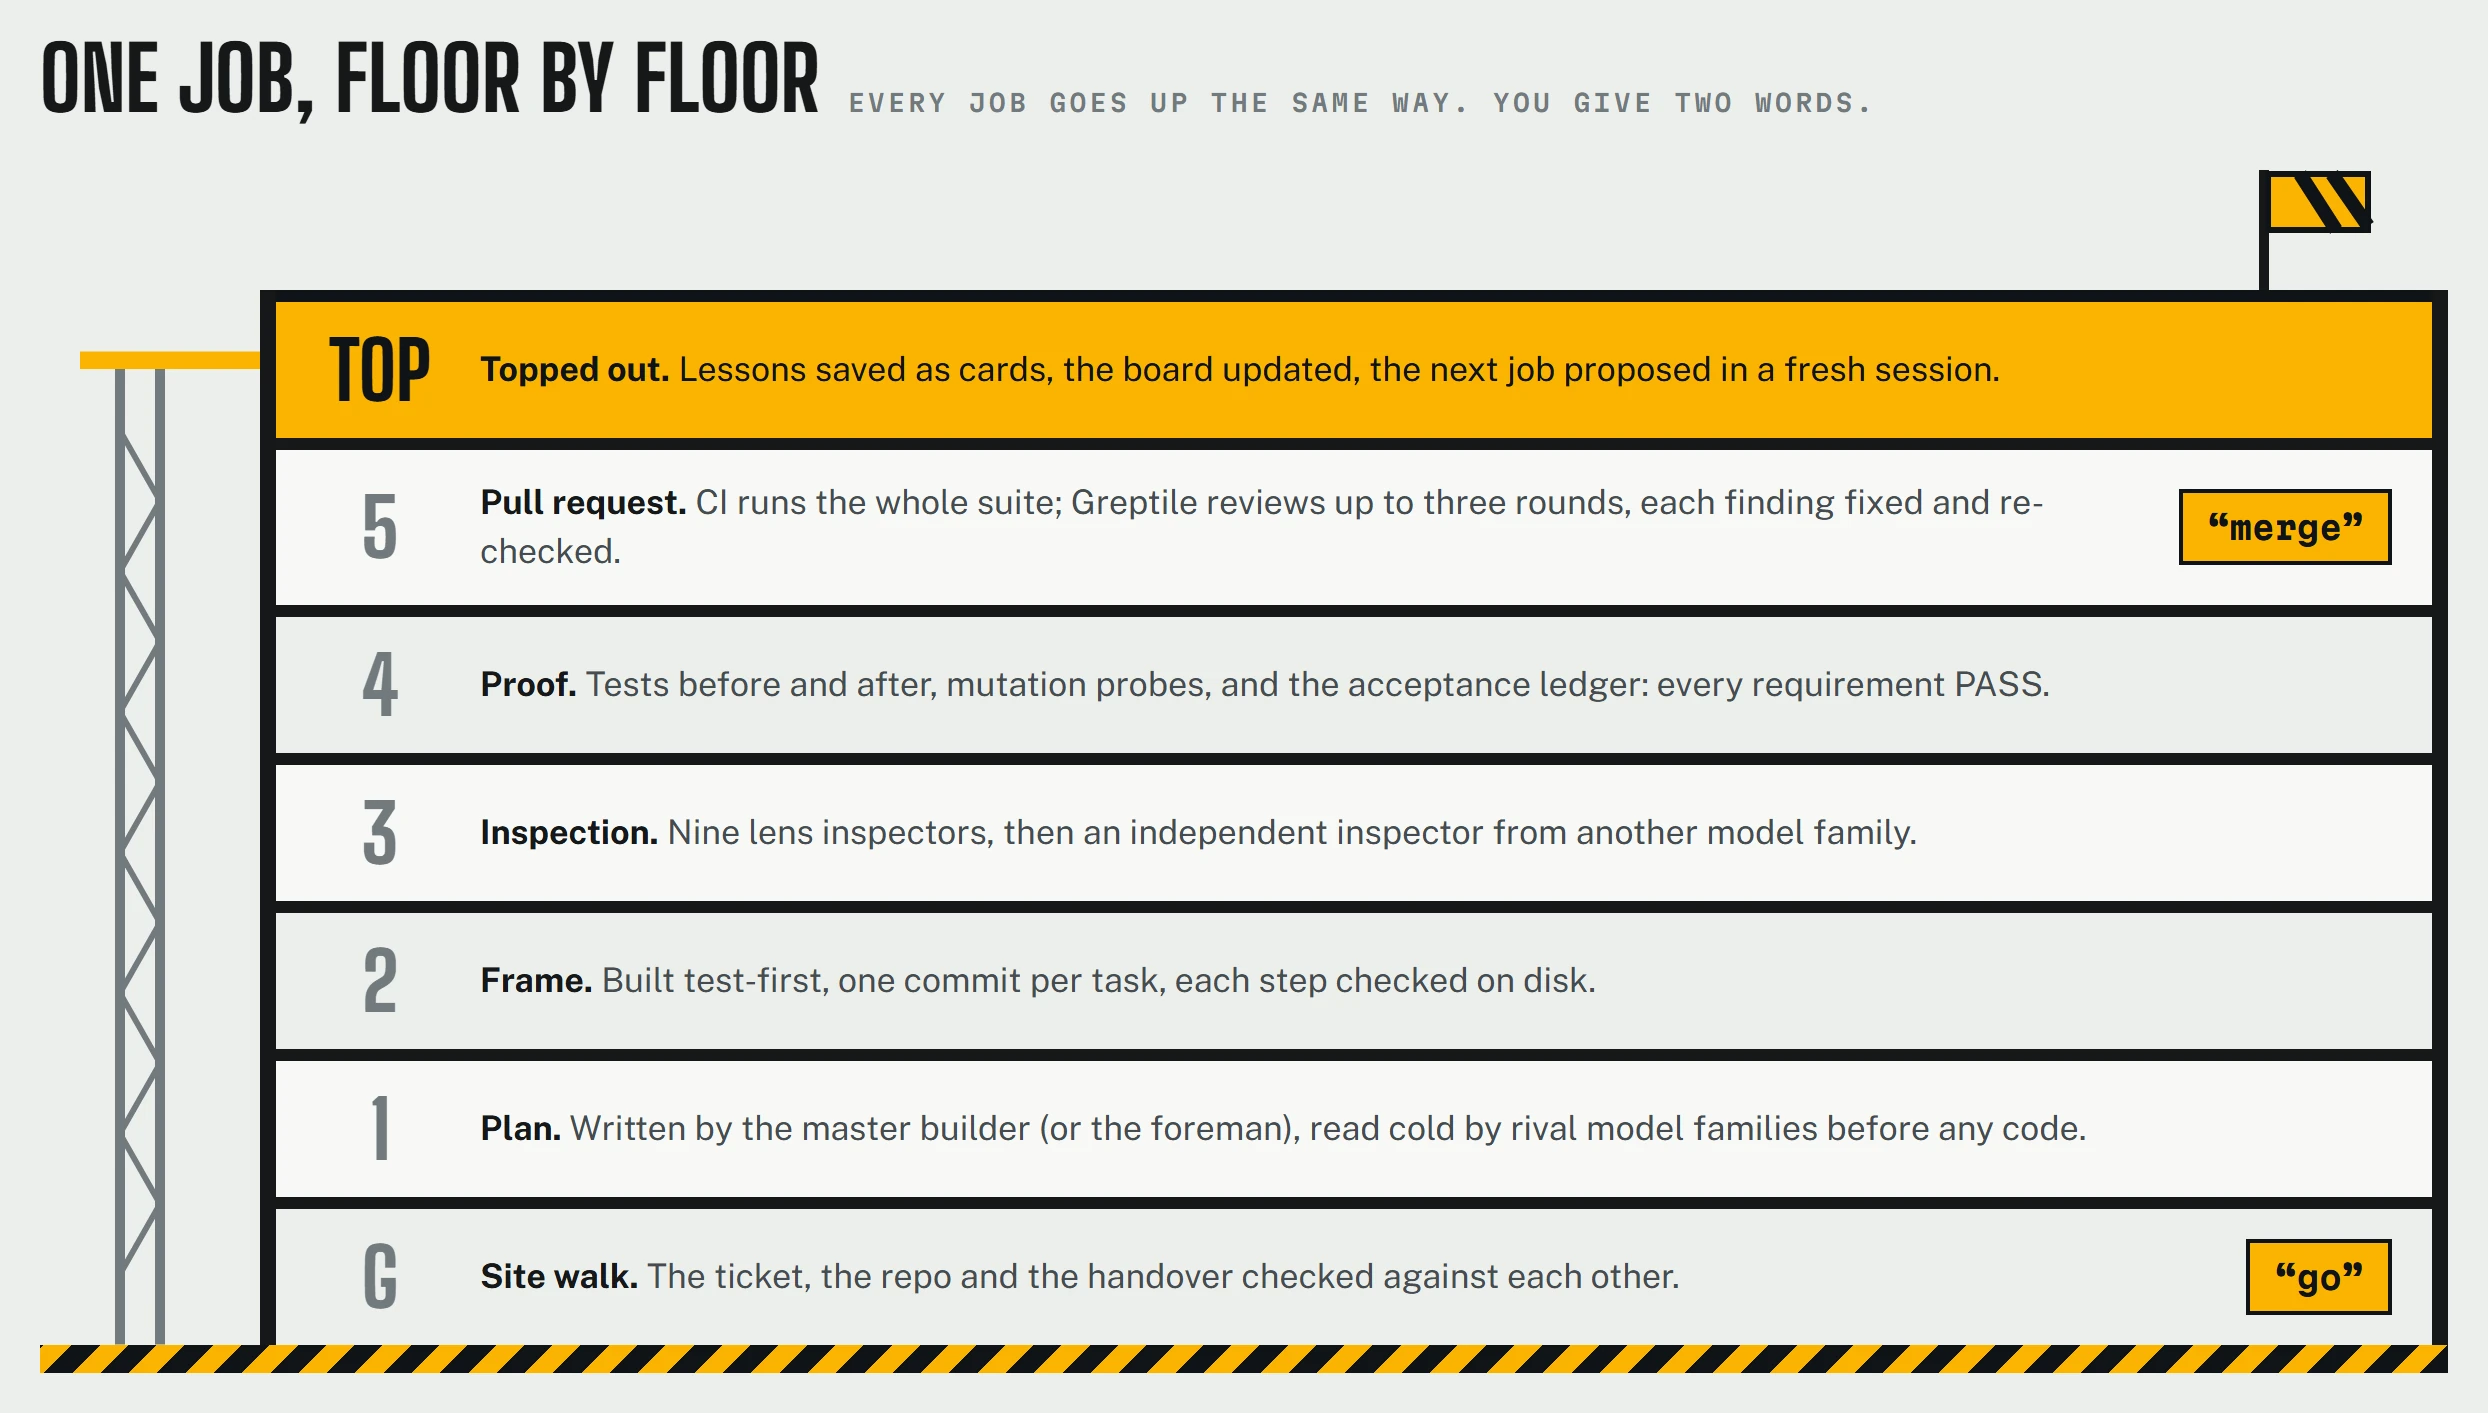 ONE JOB, FLOOR BY FLOOR EVERY JOB GOES UP THE SAME WAY. YOU GIVE TWO WORDS.
TOP Topped out. Lessons saved as cards, the board updated, the next job proposed in a fresh session.
5 Pull request. CI runs the whole suite; Greptile reviews up to three rounds, each finding fixed and re-
checked.
“merge”
4 Proof. Tests before and after, mutation probes, and the acceptance ledger: every requirement PASS.
3 Inspection. Nine lens inspectors, then an independent inspector from another model family.
2 Frame. Built test-first, one commit per task, each step checked on disk.
1 Plan. Written by the master builder (or the foreman), read cold by rival model families before any code.
G Site walk. The ticket, the repo and the handover checked against each other. “go”